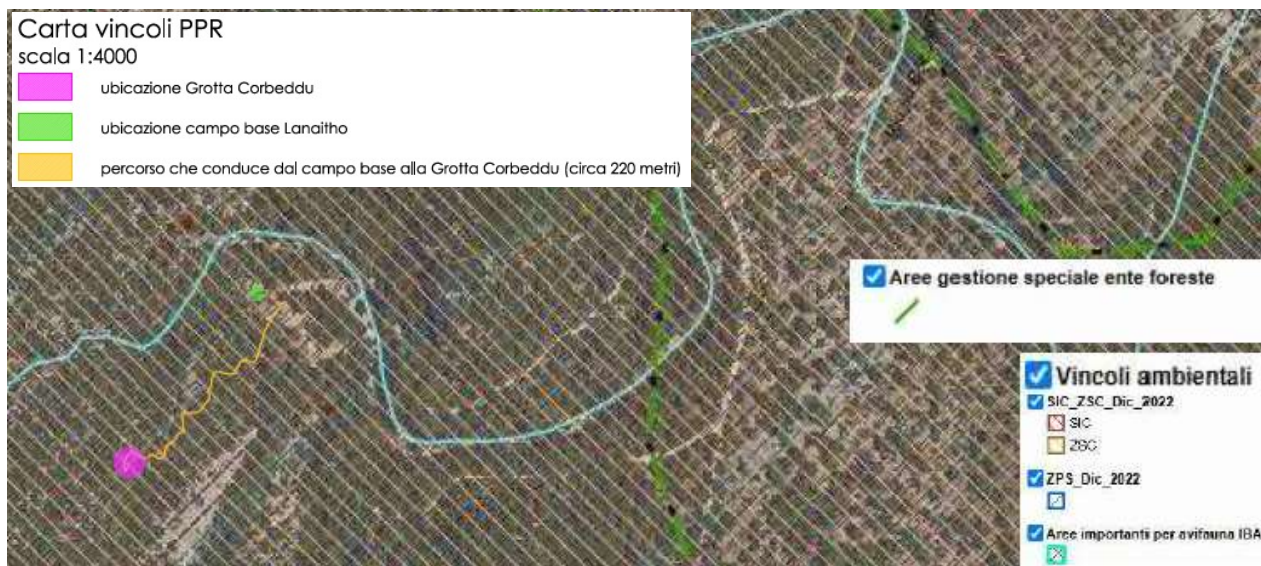 Carta vincoli PPR
scala 1:4000
ubicazione Grotta Corbeddu
ubicazione campo base Lanaitho
percorso che conduce dal campo base alla Grotta Corbeddu (circa 220 metri)
Aree gestione speciale ente foreste
Vincoli ambientali
SIC_ZSC_Dic_2022
SIC
ZSC
ZPS_Dic_2022
Aree importanti per avifauna IBA